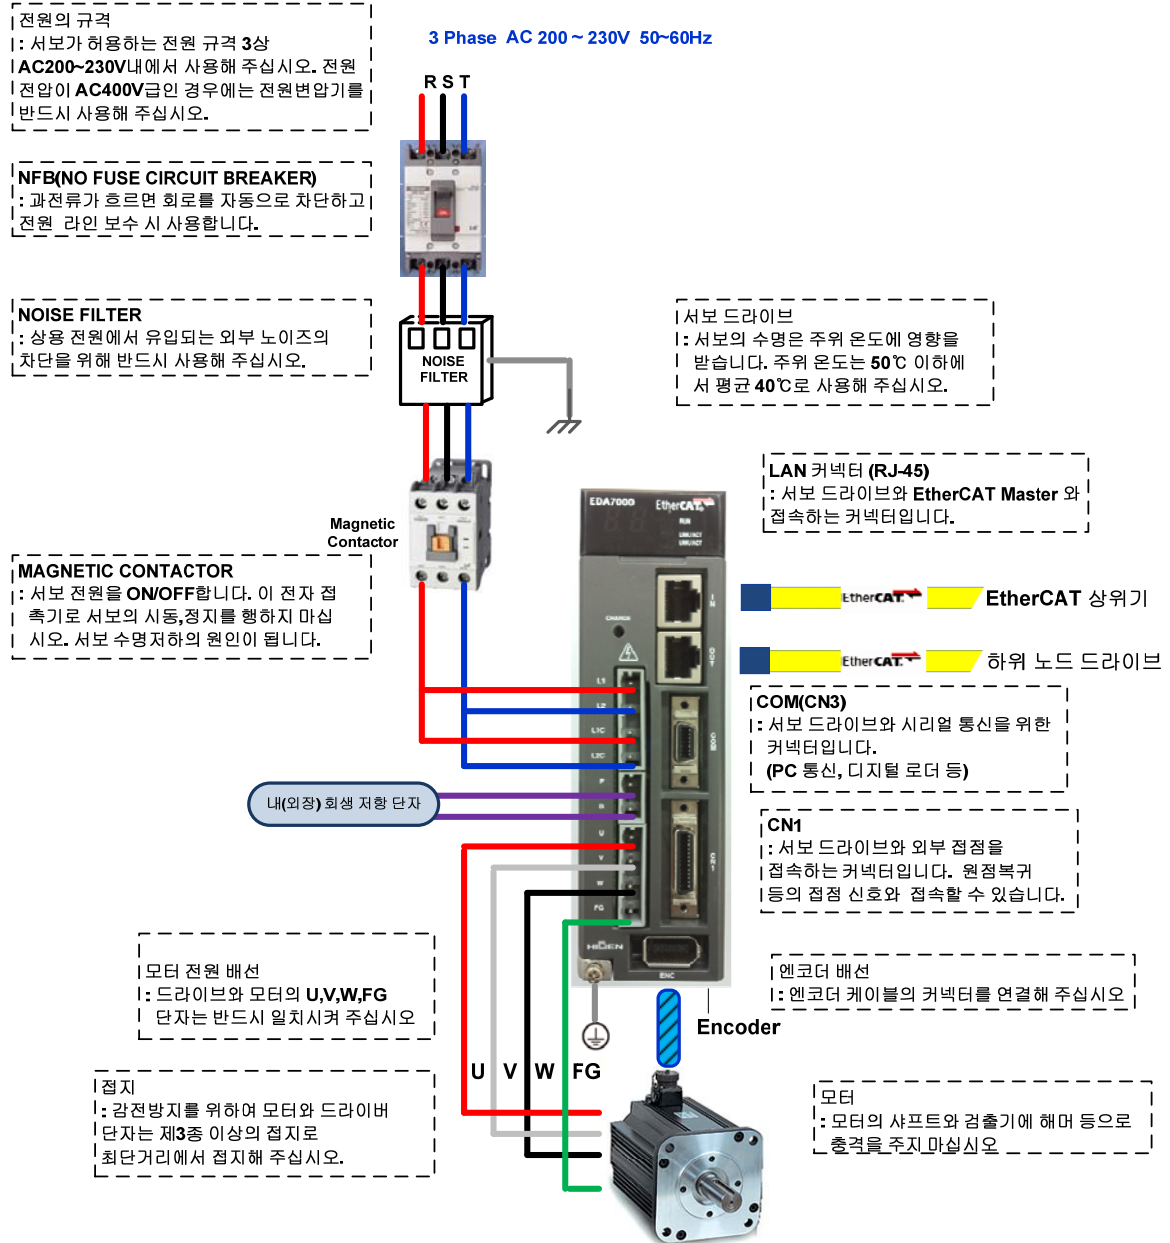 전원의 규격
: 서보가 허용하는 전원 규격 3상
AC200~230V내에서 사용해 주십시오. 전원
전압이 AC400V급인 경우에는 전원변압기를
반드시 사용해 주십시오.
3 Phase AC 200 ~ 230V 50~60Hz
R S T
NFB(NO FUSE CIRCUIT BREAKER)
: 과전류가 흐르면 회로를 자동으로 차단하고
전원 라인 보수 시 사용합니다.
NOISE FILTER
: 상용 전원에서 유입되는 외부 노이즈의
차단을 위해 반드시 사용해 주십시오.
NOISE
FILTER
서보 드라이브
: 서보의 수명은 주위 온도에 영향을
받습니다. 주위 온도는 50℃ 이하에
서 평균 40℃로 사용해 주십시오.
LAN 커넥터 (RJ-45)
: 서보 드라이브와 EtherCAT Master 와
접속하는 커넥터입니다.
Magnetic
Contactor
MAGNETIC CONTACTOR
: 서보 전원을 ON/OFF합니다. 이 전자 접
촉기로 서보의 시동,정지를 행하지 마십
시오. 서보 수명저하의 원인이 됩니다.
EDA7000
EtherCAT
RUN
LINK/ACT
LINK/ACT
IN
CHARGE
OUT
L1
L2
L1C
L2C
P
B
U
V
W
FG
COM
CN1
HIGEN
ENC
EtherCAT
EtherCAT 상위기
EtherCAT
하위 노드 드라이브
COM(CN3)
: 서보 드라이브와 시리얼 통신을 위한
커넥터입니다.
(PC 통신, 디지털 로더 등)
내(외장) 회생 저항 단자
CN1
: 서보 드라이브와 외부 접점을
접속하는 커넥터입니다. 원점복귀
등의 접점 신호와 접속할 수 있습니다.
모터 전원 배선
: 드라이브와 모터의 U,V,W,FG
단자는 반드시 일치시켜 주십시오
엔코더 배선
: 엔코더 케이블의 커넥터를 연결해 주십시오
Encoder
U V W FG
접지
: 감전방지를 위하여 모터와 드라이버
단자는 제3종 이상의 접지로
최단거리에서 접지해 주십시오.
모터
: 모터의 샤프트와 검출기에 해머 등으로
충격을 주지 마십시오